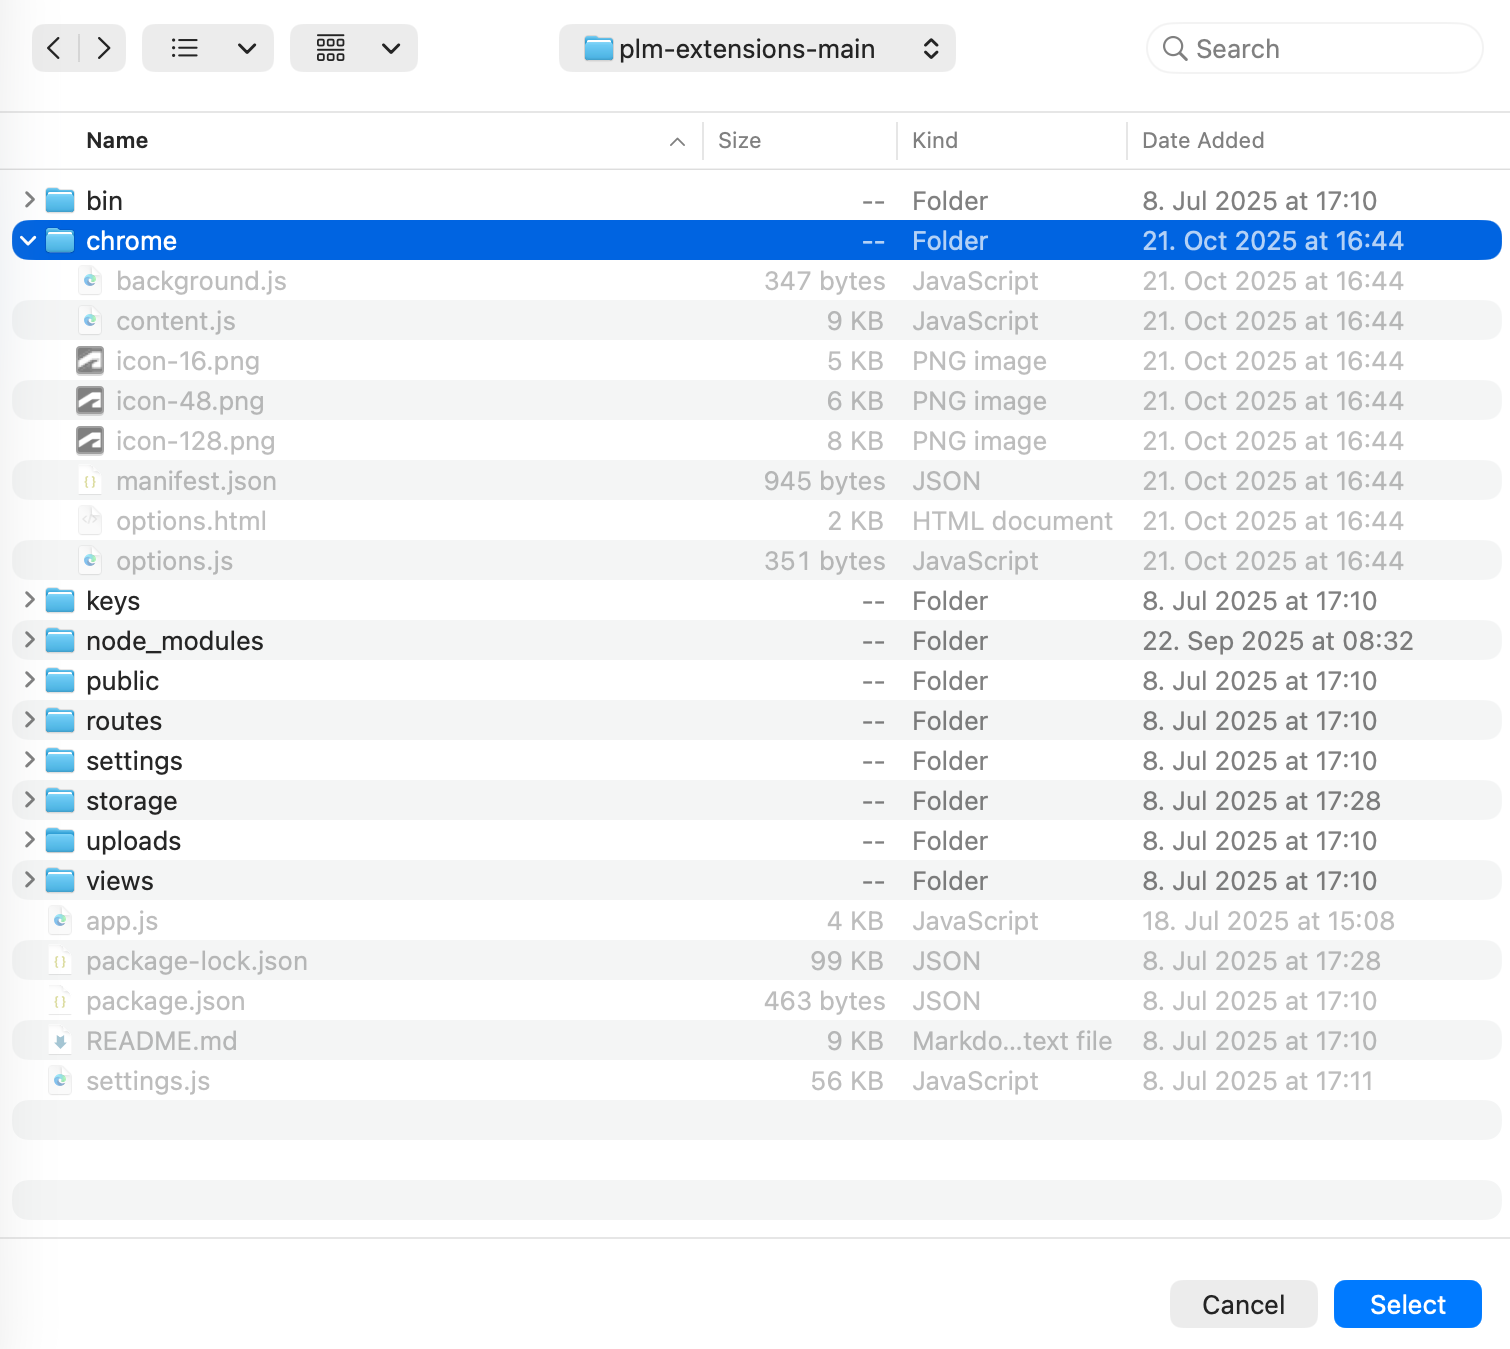 plm-extensions-main
Search
Name Size Kind Date Added
bin -- Folder 8. Jul 2025 at 17:10
chrome -- Folder 21. Oct 2025 at 16:44
background.js 347 bytes JavaScript 21. Oct 2025 at 16:44
content.js 9 KB JavaScript 21. Oct 2025 at 16:44
icon-16.png 5 KB PNG image 21. Oct 2025 at 16:44
icon-48.png 6 KB PNG image 21. Oct 2025 at 16:44
icon-128.png 8 KB PNG image 21. Oct 2025 at 16:44
manifest.json 945 bytes JSON 21. Oct 2025 at 16:44
options.html 2 KB HTML document 21. Oct 2025 at 16:44
options.js 351 bytes JavaScript 21. Oct 2025 at 16:44
keys -- Folder 8. Jul 2025 at 17:10
node_modules -- Folder 22. Sep 2025 at 08:32
public -- Folder 8. Jul 2025 at 17:10
routes -- Folder 8. Jul 2025 at 17:10
settings -- Folder 8. Jul 2025 at 17:10
storage -- Folder 8. Jul 2025 at 17:28
uploads -- Folder 8. Jul 2025 at 17:10
views -- Folder 8. Jul 2025 at 17:10
app.js 4 KB JavaScript 18. Jul 2025 at 15:08
package-lock.json 99 KB JSON 8. Jul 2025 at 17:28
package.json 463 bytes JSON 8. Jul 2025 at 17:10
README.md 9 KB Markdo...text file 8. Jul 2025 at 17:10
settings.js 56 KB JavaScript 8. Jul 2025 at 17:11
Cancel Select